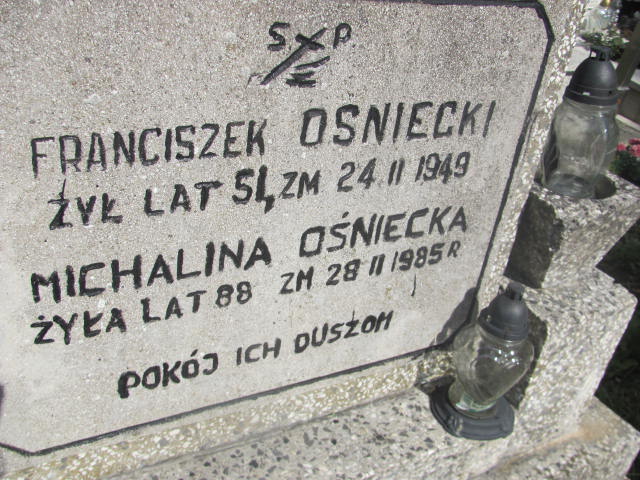 S P.
FRANCISZEK OSNIECKI
ŻYŁ LAT 51, ZM 24.II 1949
MICHALINA OŚNIECKA
ŻYŁA LAT 88 ZM 28 II 1985 R
POKÓJ ICH DUSZOM